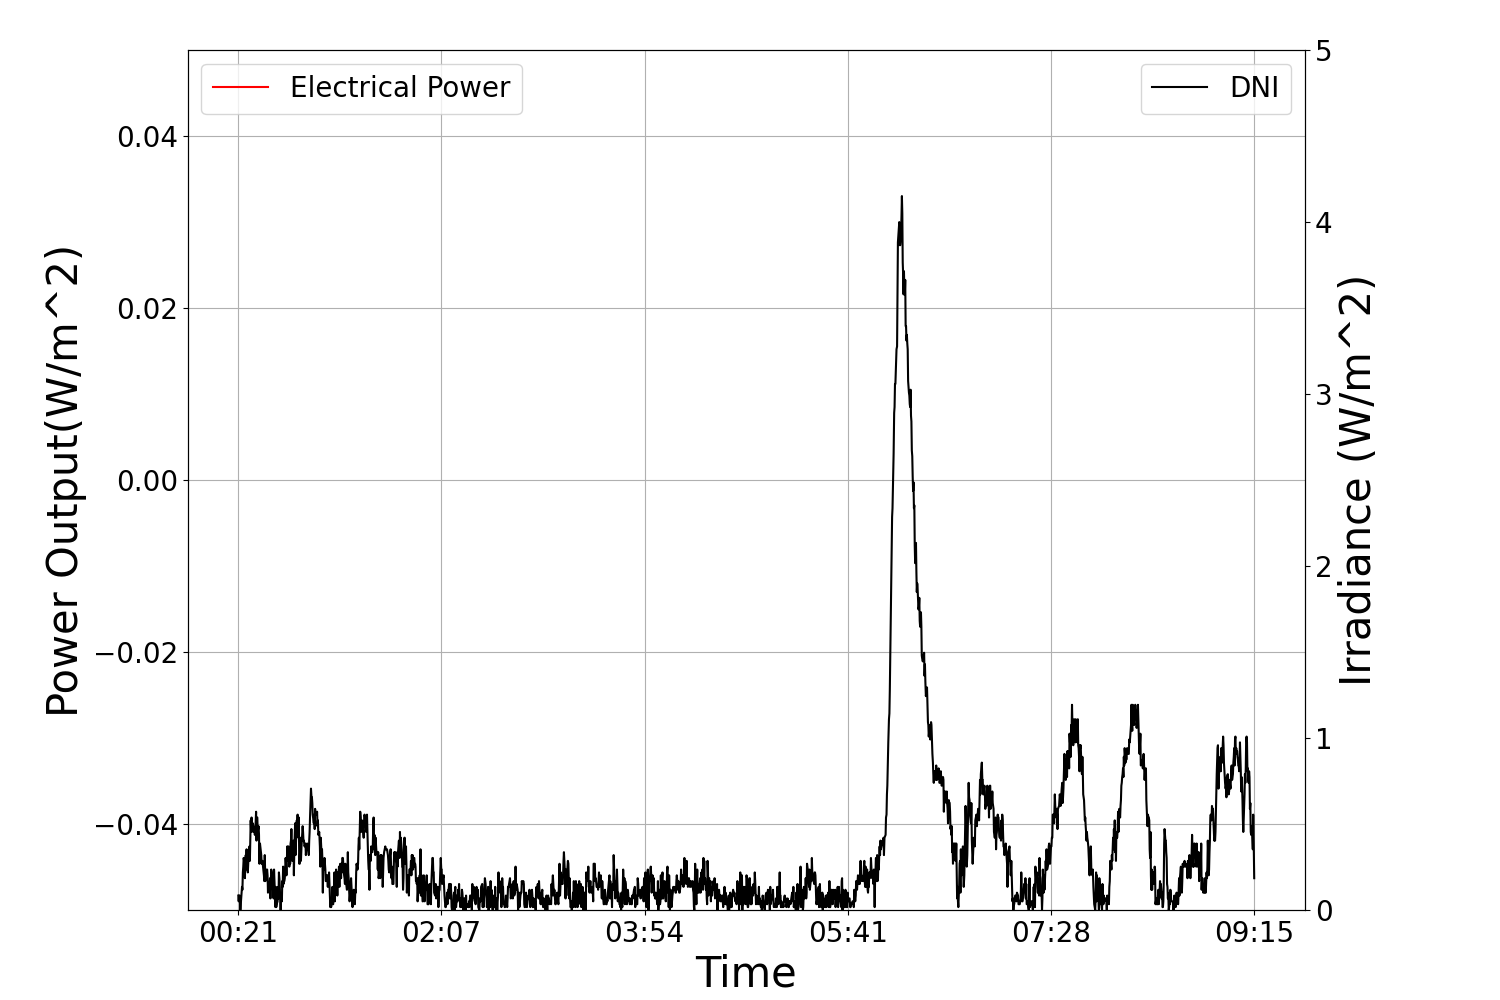 Electrical Power
DNI
Power Output(W/m^2)
0.04
0.02
0.00
−0.02
−0.04
5
4
3
2
1
0
Irradiance (W/m^2)
00:21 02:07 03:54 05:41 07:28 09:15
Time